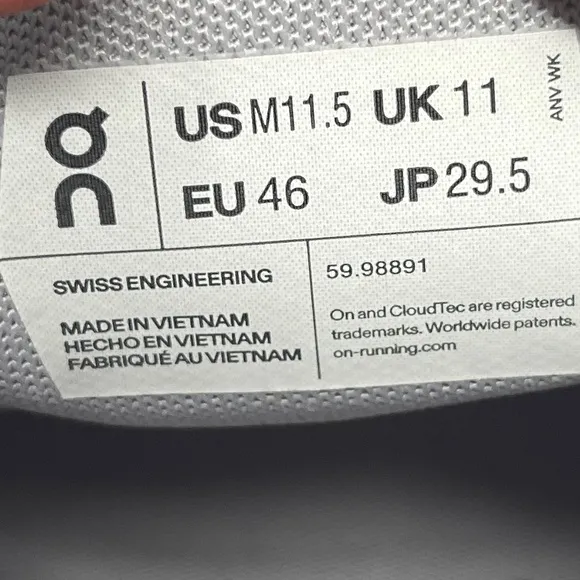 On
US M11.5 UK 11
EU 46 JP 29.5
ANV WK
SWISS ENGINEERING
MADE IN VIETNAM
HECHO EN VIETNAM
FABRIQUÉ AU VIETNAM
59.98891
On and CloudTec are registered
trademarks. Worldwide patents.
on-running.com